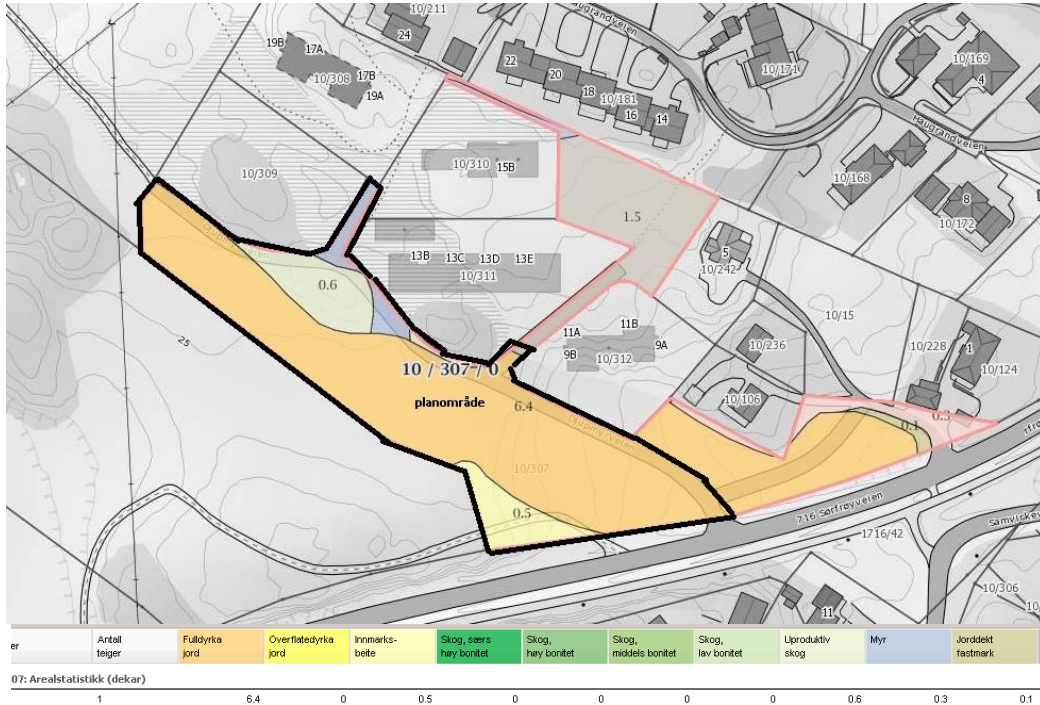 10/211
24
Haugrandveien
19B
17A
10/308
17B
19A
22
20
18
10/181
16
14
10/171
10/169
4
Haugrandveien
10/309
10/310
15B
10/168
8
10/172
1.5
5
10/242
13B
13C
13D
13E
10/311
0.6
10/15
25
11A
11B
9B
9A
10/312
10/236
10/228
1
10/124
10 / 307 / 0
planområde
6.4
10/106
0.1
Djupmyrveien
10/307
0.5
716 Sørfrøyveien
1716/42
10/306
11
er
Antall teiger
Fulldyrka jord
Overflatedyrka jord
Innmarks-beite
Skog, særs høy bonitet
Skog, høy bonitet
Skog, middels bonitet
Skog, lav bonitet
Uproduktiv skog
Myr
Jorddekt fastmark
07: Arealstatistikk (dekar)
1 6.4 0 0.5 0 0 0 0 0.6 0.3 0.1